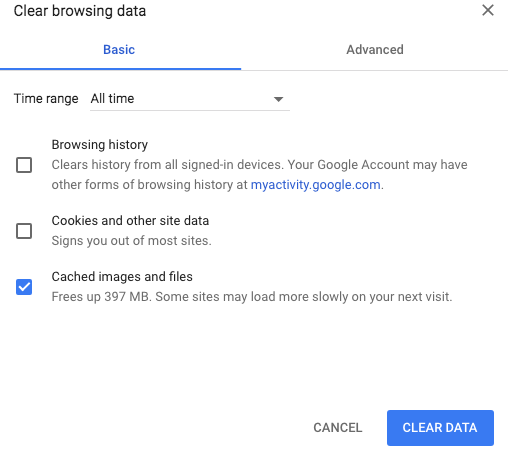 Clear browsing data
Basic
Advanced
Time range
All time
Browsing history
Clears history from all signed-in devices. Your Google Account may have
other forms of browsing history at myactivity.google.com.
Cookies and other site data
Signs you out of most sites.
Cached images and files
Frees up 397 MB. Some sites may load more slowly on your next visit.
CANCEL
CLEAR DATA